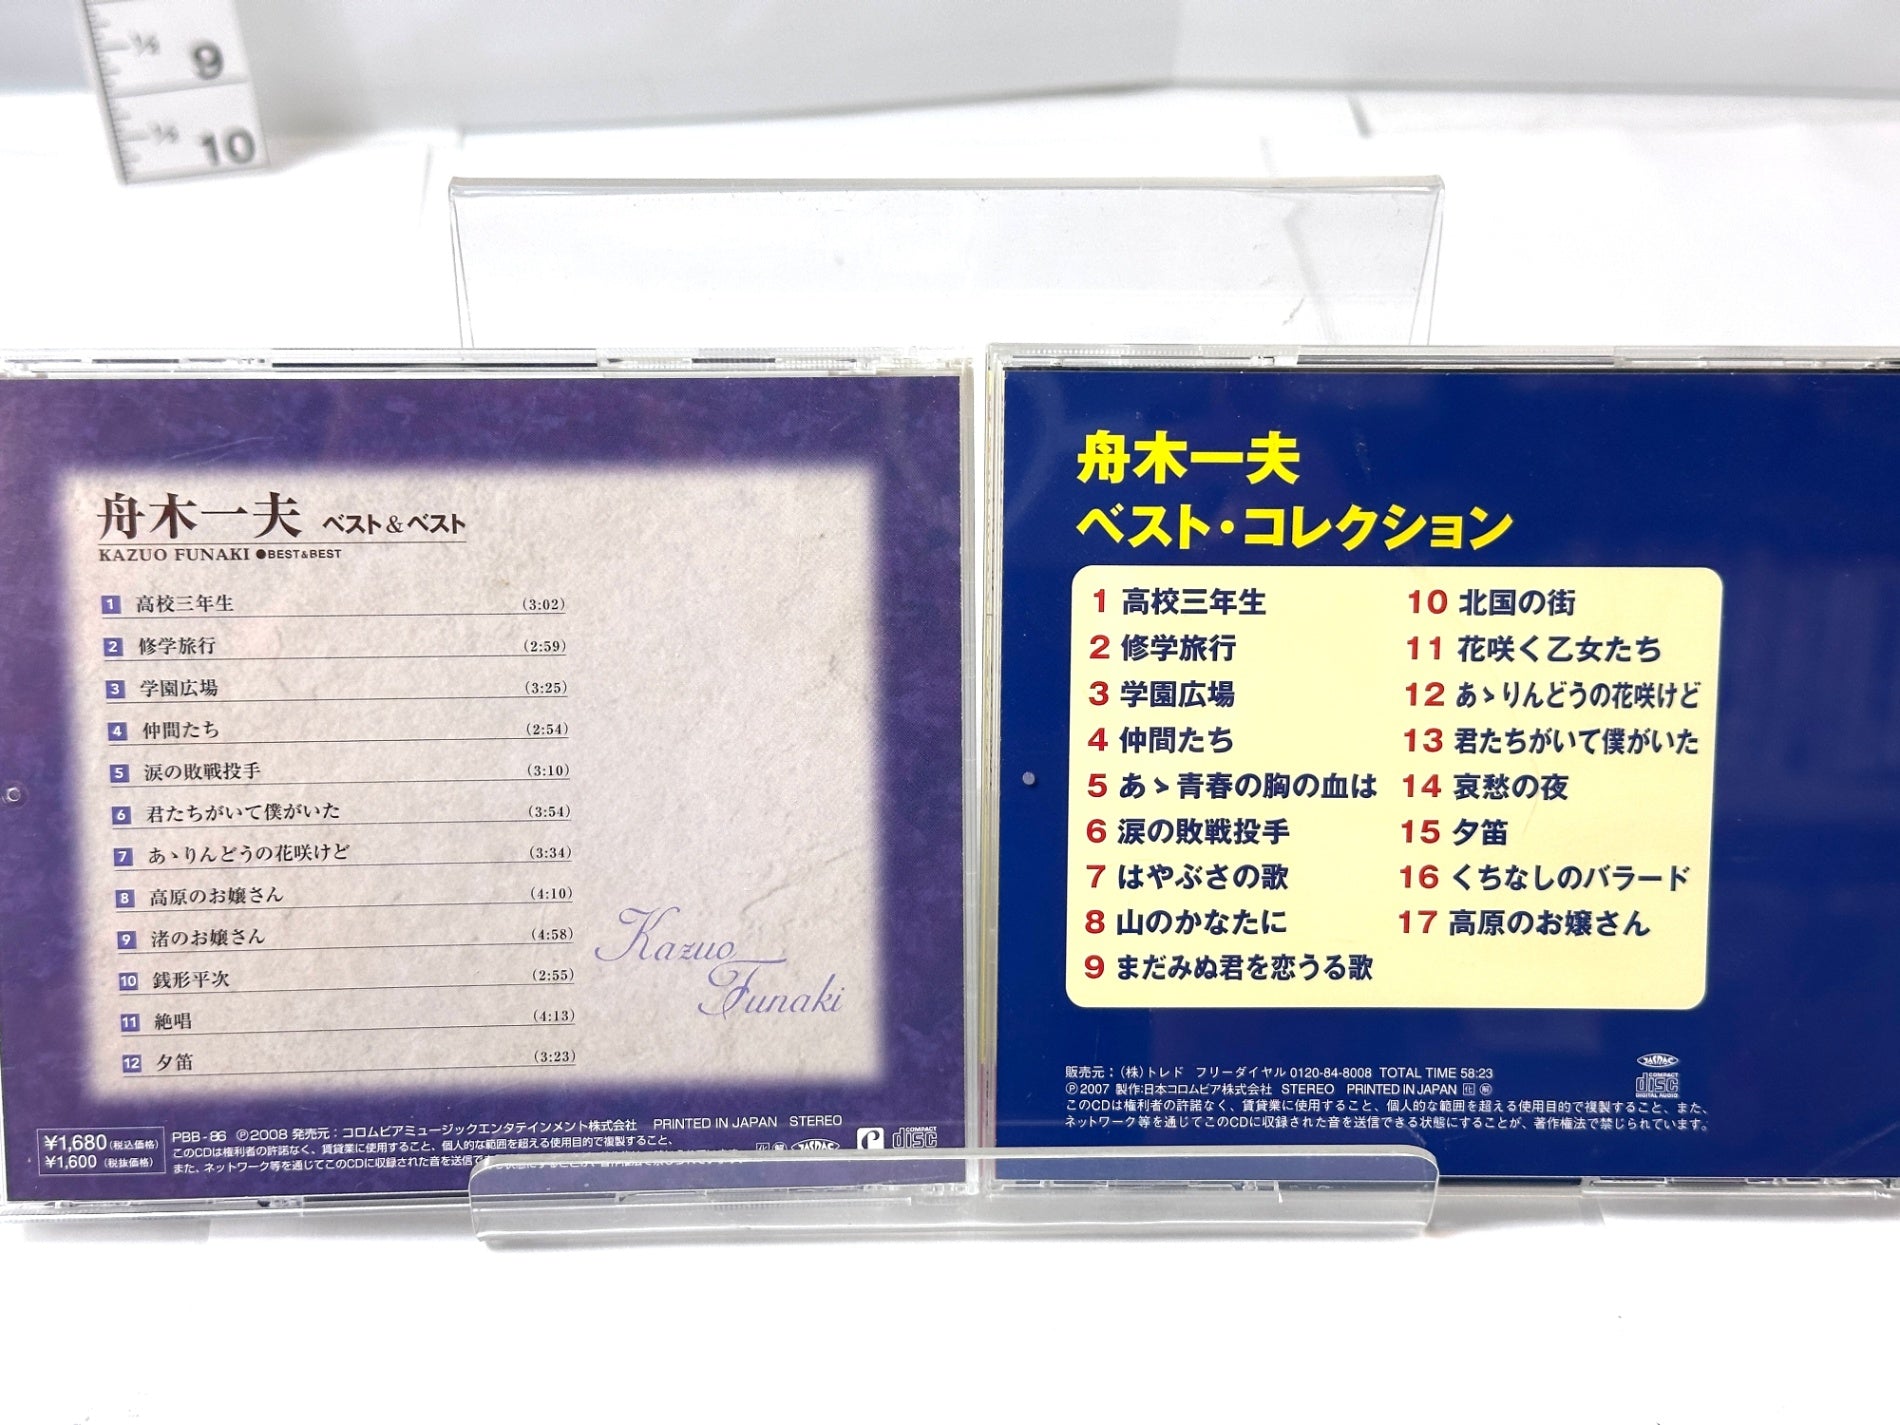 ⅛ 9
⅛ 10
舟木一夫 ベスト&ベスト
KAZUO FUNAKI ●BEST&BEST
1 高校三年生 (3:02)
2 修学旅行 (2:59)
3 学園広場 (3:25)
4 仲間たち (2:54)
5 涙の敗戦投手 (3:10)
6 君たちがいて僕がいた (3:54)
7 あゝりんどうの花咲けど (3:34)
8 高原のお嬢さん (4:10)
9 渚のお嬢さん (4:58)
10 銭形平次 (2:55)
11 絶唱 (4:13)
12 夕笛 (3:23)
Kazuo
Funaki
¥1,680(税込価格)
¥1,600(税抜価格)
PBB-86 Ⓟ2008 発売元:コロムビアミュージックエンタテインメント株式会社 PRINTED IN JAPAN STEREO
このCDは権利者の許諾なく、賃貸業に使用すること、個人的な範囲を超える使用目的で複製すること、
また、ネットワーク等を通じてこのCDに収録された音を送信で
JASRAC
COMPACT
disc
舟木一夫
ベスト・コレクション
1 高校三年生
2 修学旅行
3 学園広場
4 仲間たち
5 あゝ青春の胸の血は
6 涙の敗戦投手
7 はやぶさの歌
8 山のかなたに
9 まだみぬ君を恋うる歌
10 北国の街
11 花咲く乙女たち
12 あゝりんどうの花咲けど
13 君たちがいて僕がいた
14 哀愁の夜
15 夕笛
16 くちなしのバラード
17 高原のお嬢さん
販売元:(株)トレド フリーダイヤル 0120-84-8008 TOTAL TIME 58:23
Ⓟ2007 製作:日本コロムビア株式会社 STEREO PRINTED IN JAPAN
このCDは権利者の許諾なく、賃貸業に使用すること、個人的な範囲を超える使用目的で複製すること、また、
ネットワーク等を通じてこのCDに収録された音を送信できる状態にすることが、著作権法で禁じられています。
JASRAC
COMPACT
disc
DIGITAL AUDIO